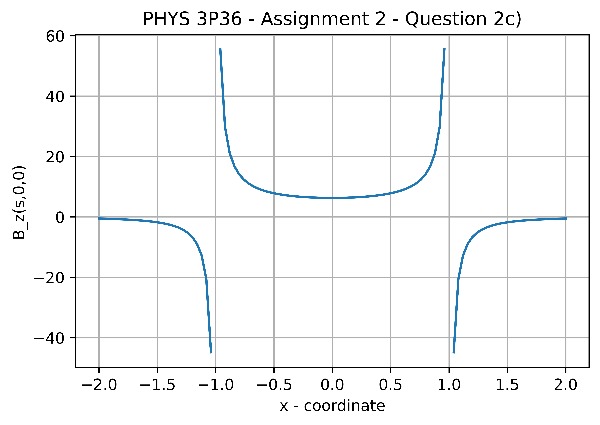 PHYS 3P36 - Assignment 2 - Question 2c)
60
40
20
0
−20
−40
B_z(s,0,0)
−2.0 −1.5 −1.0 −0.5 0.0 0.5 1.0 1.5 2.0
x - coordinate